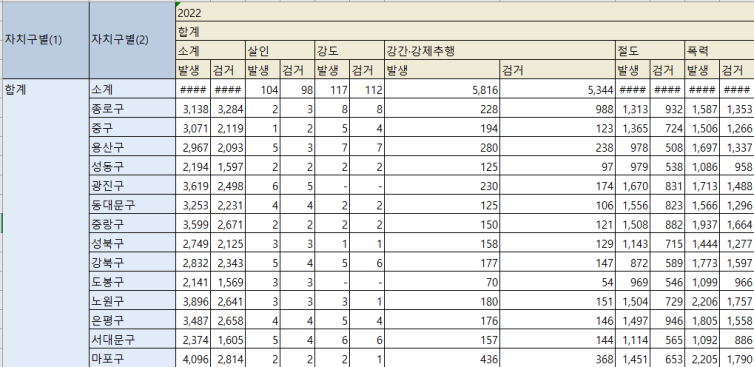 2022
합계
자치구별(1) 자치구별(2) 소계 살인 강도 강간·강제추행 절도 폭력
발생 검거 발생 검거 발생 검거 발생 검거 발생 검거 발생 검거
합계 소계 #### #### 104 98 117 112 5,816 5,344 #### #### #### ####
종로구 3,138 3,284 2 3 8 8 228 988 1,313 932 1,587 1,353
중구 3,071 2,119 1 2 5 4 194 123 1,365 724 1,506 1,266
용산구 2,967 2,093 5 3 7 7 280 238 978 508 1,697 1,337
성동구 2,194 1,597 2 2 2 2 125 97 979 538 1,086 958
광진구 3,619 2,498 6 5 - - 230 174 1,670 831 1,713 1,488
동대문구 3,253 2,231 4 4 2 2 125 106 1,556 823 1,566 1,296
중랑구 3,599 2,671 2 2 2 2 150 121 1,508 882 1,937 1,664
성북구 2,749 2,125 3 3 1 1 158 129 1,143 715 1,444 1,277
강북구 2,832 2,343 5 4 5 6 177 147 872 589 1,773 1,597
도봉구 2,141 1,569 3 3 - - 70 54 969 546 1,099 966
노원구 3,896 2,641 3 3 3 1 180 151 1,504 729 2,206 1,757
은평구 3,487 2,658 4 4 5 4 176 146 1,497 946 1,805 1,558
서대문구 2,374 1,605 5 4 6 6 157 144 1,114 565 1,092 886
마포구 4,096 2,814 2 2 2 1 436 368 1,451 653 2,205 1,790